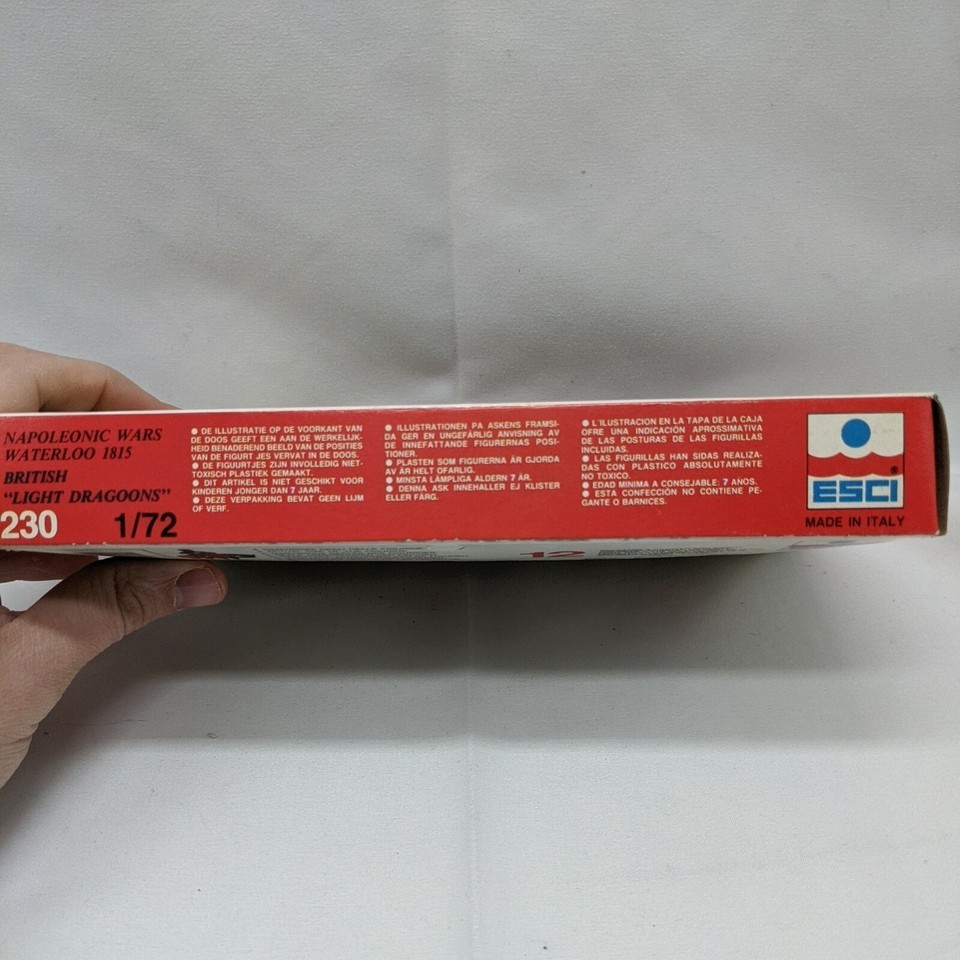 NAPOLEONIC WARS
WATERLOO 1815
BRITISH
"LIGHT DRAGOONS"
230 1/72
● DE ILLUSTRATIE OP DE VOORKANT VAN
DE DOOS GEEFT EEN AAN DE WERKELIJK-
HEID BENADEREND BEELD VAN DE POSITIES
VAN DE FIGURT JES VERVAT IN DE DOOS.
● DE FIGUURTJES ZIJN INVOLLEDIG NIET-
TOXISCH PLASTIEK GEMAAKT.
● DIT ARTIKEL IS NIET GESCHIKT VOOR
KINDEREN JONGER DAN 7 JAAR.
● DEZE VERPAKKING BEVAT GEEN LIJM
OF VERF.
● ILLUSTRATIONEN PA ASKENS FRAMSI-
DA GER EN UNGEFÄRLIG ANVISNING AV
DE INNEFATTANDE FIGURERNAS POSI-
TIONER.
● PLASTEN SOM FIGURERNA ÄR GJORDA
AV ÄR HELT OFARLIG.
● MINSTA LÄMPLIGA ALDERN 7 ÅR.
● DENNA ASK INNEHALLER EJ KLISTER
ELLER FÄRG.
● L'ILUSTRACION EN LA TAPA DE LA CAJA
OFRE UNA INDICACIÓN APROSSIMATIVA
DE LAS POSTURAS DE LAS FIGURILLAS
INCLUIDAS.
● LAS FIGURILLAS HAN SIDAS REALIZA-
DAS CON PLASTICO ABSOLUTAMENTE
NO TOXICO.
● EDAD MINIMA A CONSEJABLE: 7 ANOS.
● ESTA CONFECCIÓN NO CONTIENE PE-
GANTE O BARNICES.
ESCI
MADE IN ITALY
12